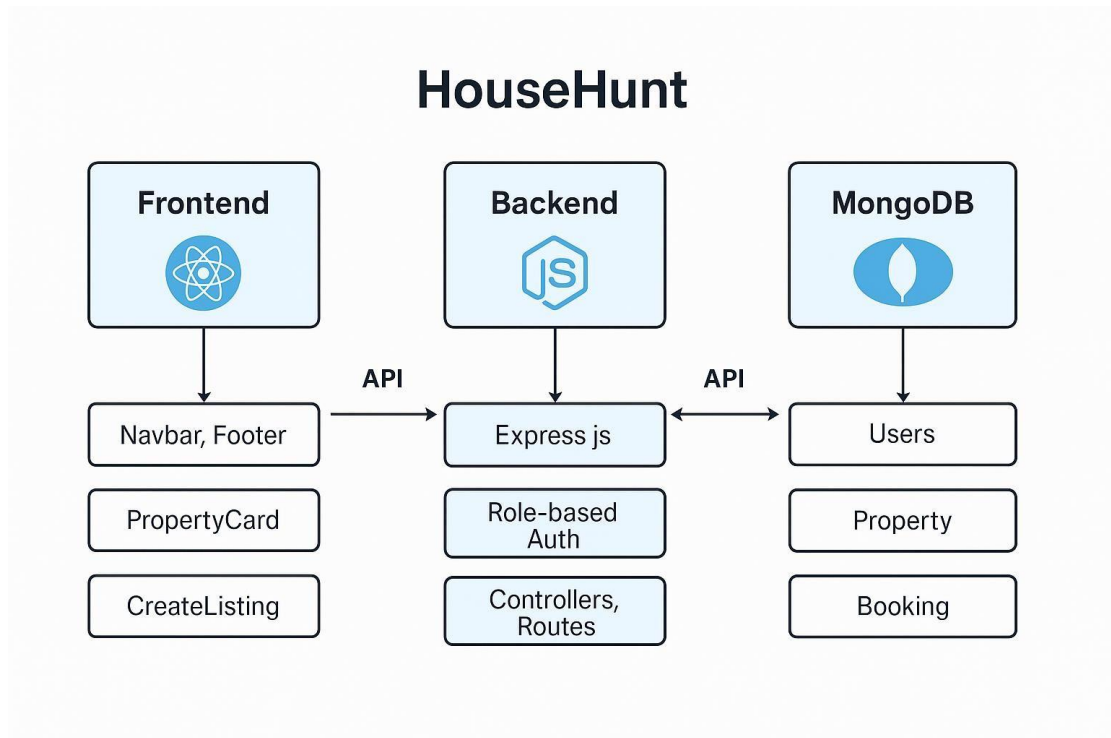 HouseHunt
Frontend
Backend
JS
MongoDB
API
API
Navbar, Footer
Express js
Users
PropertyCard
Role-based
Auth
Property
CreateListing
Controllers,
Routes
Booking